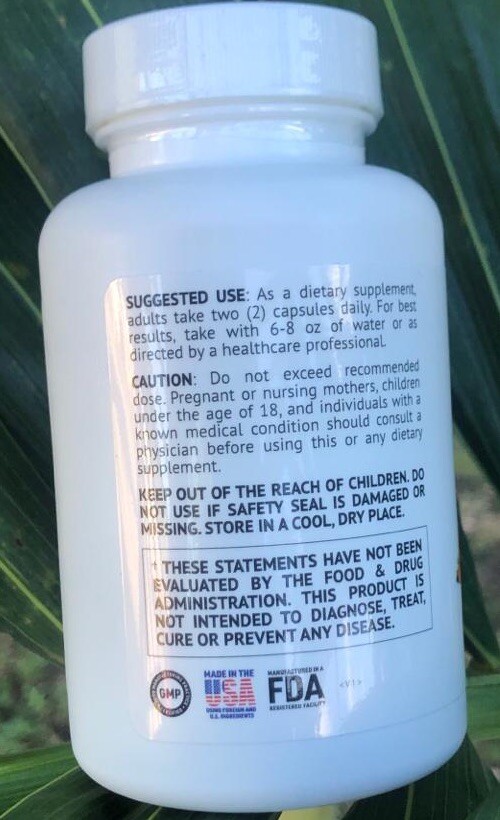 SUGGESTED USE: As a dietary supplement,
adults take two (2) capsules daily. For best
results, take with 6-8 oz of water or as
directed by a healthcare professional.
CAUTION: Do not exceed recommended
dose. Pregnant or nursing mothers, children
under the age of 18, and individuals with a
known medical condition should consult a
physician before using this or any dietary
supplement.
KEEP OUT OF THE REACH OF CHILDREN. DO
NOT USE IF SAFETY SEAL IS DAMAGED OR
MISSING. STORE IN A COOL, DRY PLACE.
† THESE STATEMENTS HAVE NOT BEEN
EVALUATED BY THE FOOD & DRUG
ADMINISTRATION. THIS PRODUCT IS
NOT INTENDED TO DIAGNOSE, TREAT,
CURE OR PREVENT ANY DISEASE.
GMP
MADE IN THE
USA
USING FOREIGN AND
U.S. INGREDIENTS
MANUFACTURED IN A
FDA
REGISTERED FACILITY
<V1>